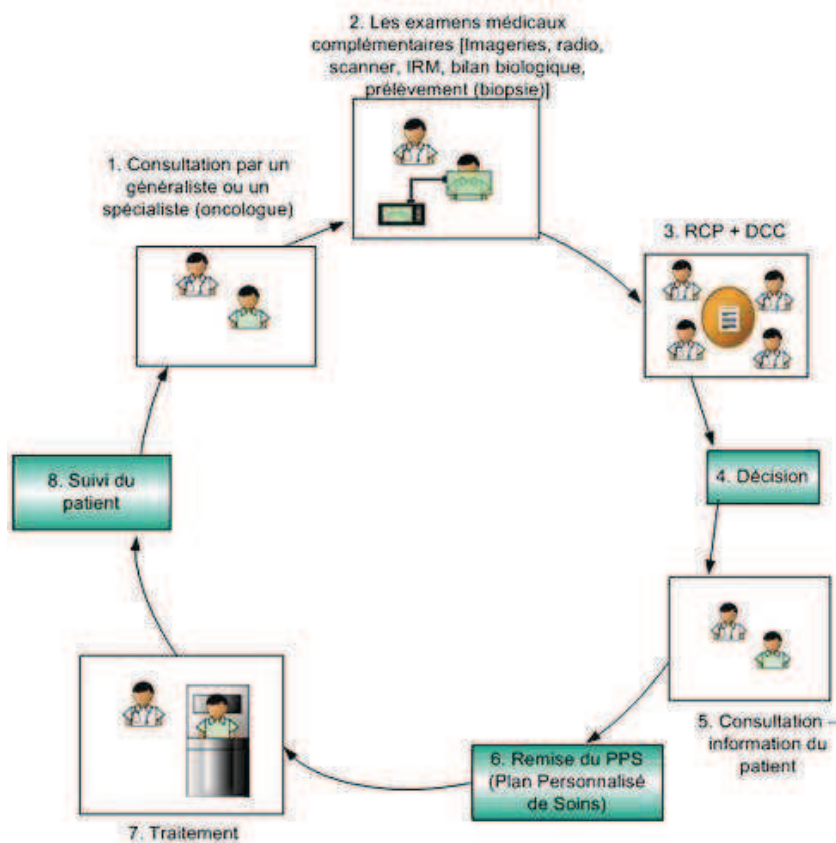 2. Les examens médicaux
complémentaires [Imageries, radio,
scanner, IRM, bilan biologique,
prélèvement (biopsie)]
1. Consultation par un
généraliste ou un
spécialiste (oncologue)
3. RCP + DCC
4. Décision
5. Consultation –
information du
patient
6. Remise du PPS
(Plan Personnalisé
de Soins)
7. Traitement
8. Suivi du
patient